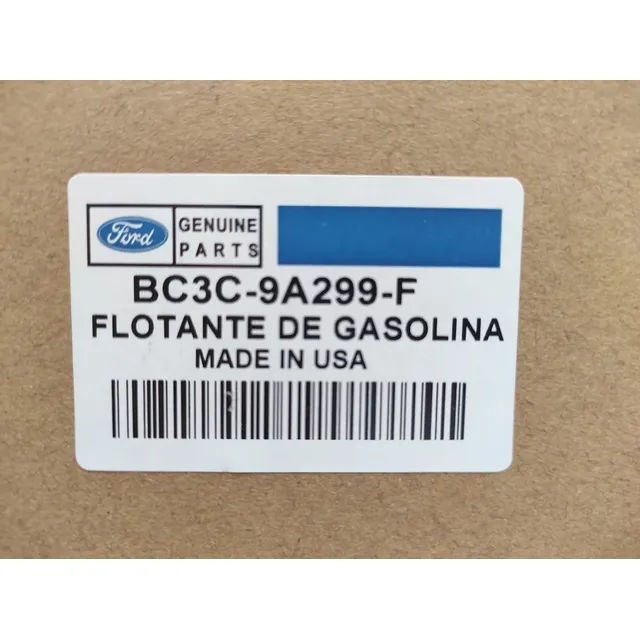 Ford
GENUINE
PARTS
BC3C-9A299-F
FLOTANTE DE GASOLINA
MADE IN USA